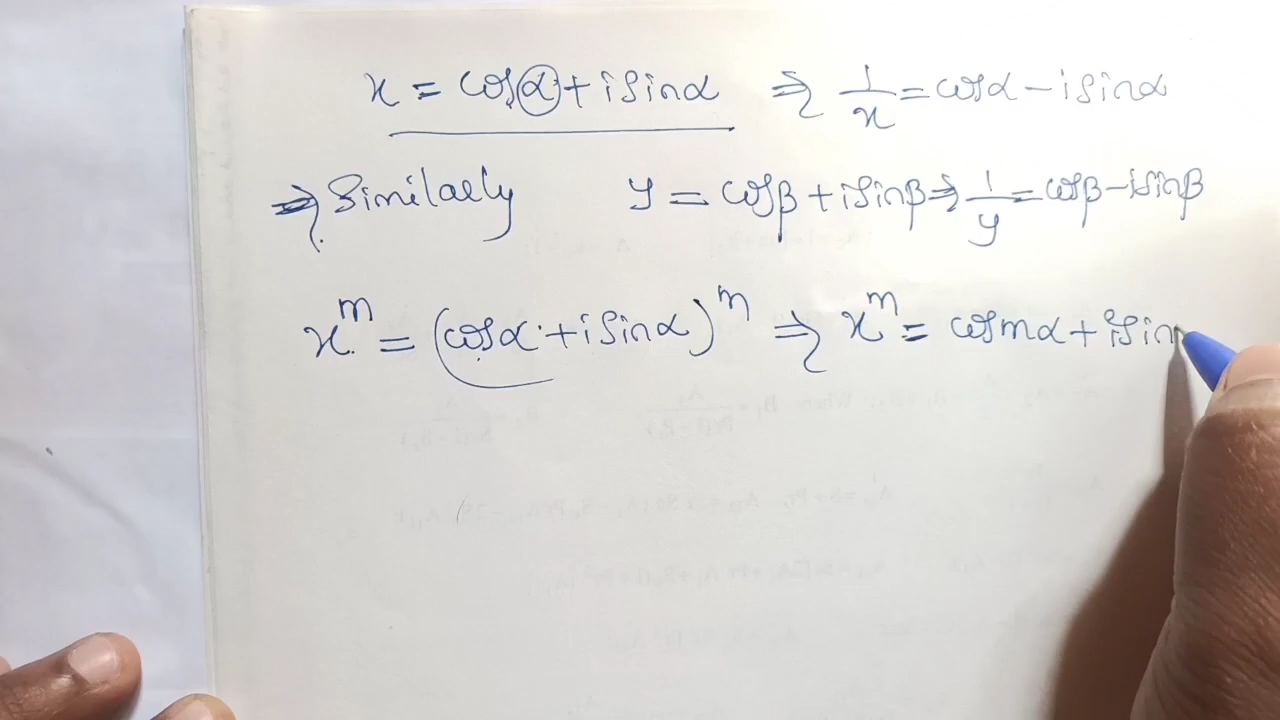 x = cosα + i sinα ⇒ 1/x = cosα − i sinα
⇒ Similarly y = cosβ + i sinβ ⇒ 1/y = cosβ − i sinβ
x^m = (cosα + i sinα)^m ⇒ x^m = cos mα + i sin